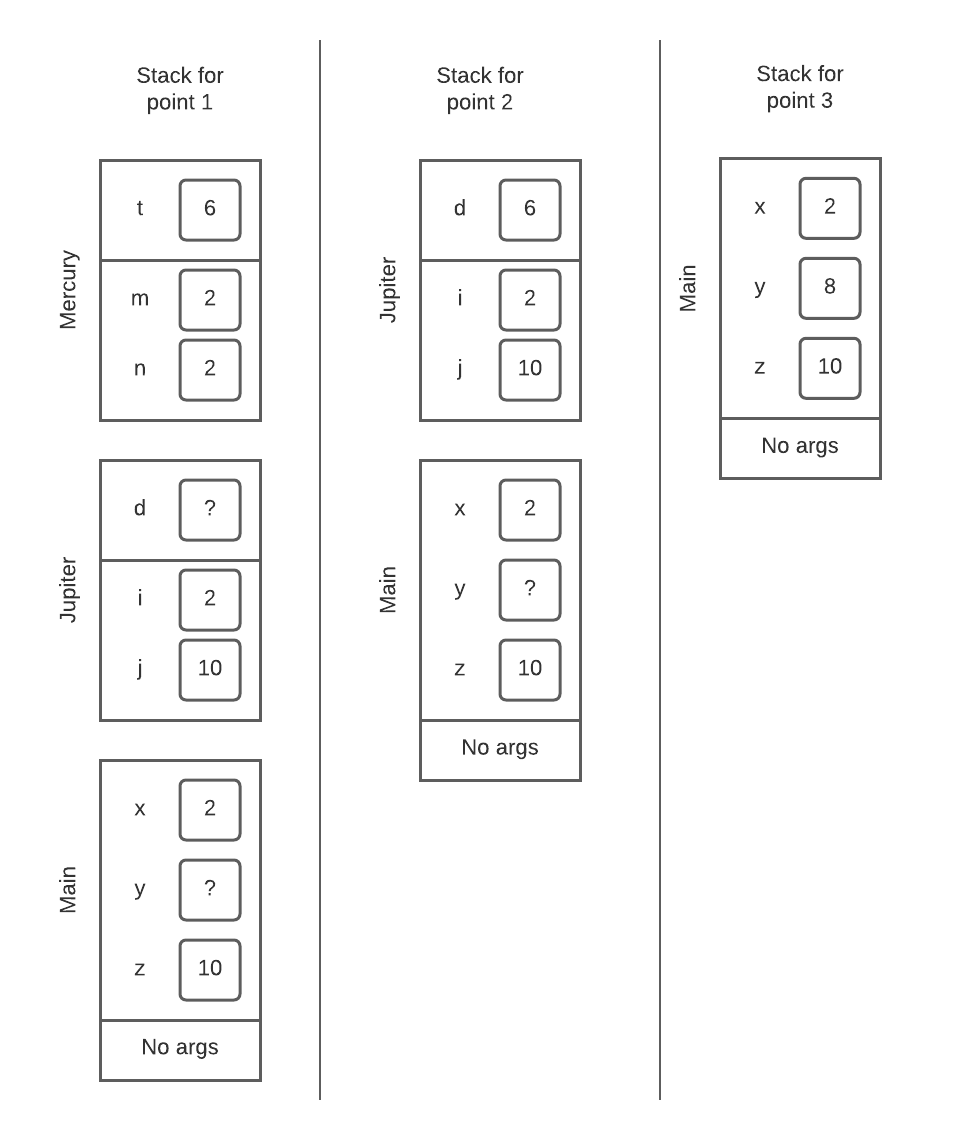 Stack for
point 1
Mercury
t 6
m 2
n 2
Jupiter
d ?
i 2
j 10
Main
x 2
y ?
z 10
No args
Stack for
point 2
Jupiter
d 6
i 2
j 10
Main
x 2
y ?
z 10
No args
Stack for
point 3
Main
x 2
y 8
z 10
No args